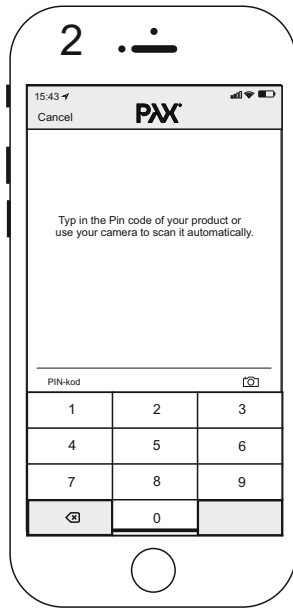 2
15:43
Cancel
PAX
Typ in the Pin code of your product or
use your camera to scan it automatically.
PIN-kod
1 2 3
4 5 6
7 8 9
0